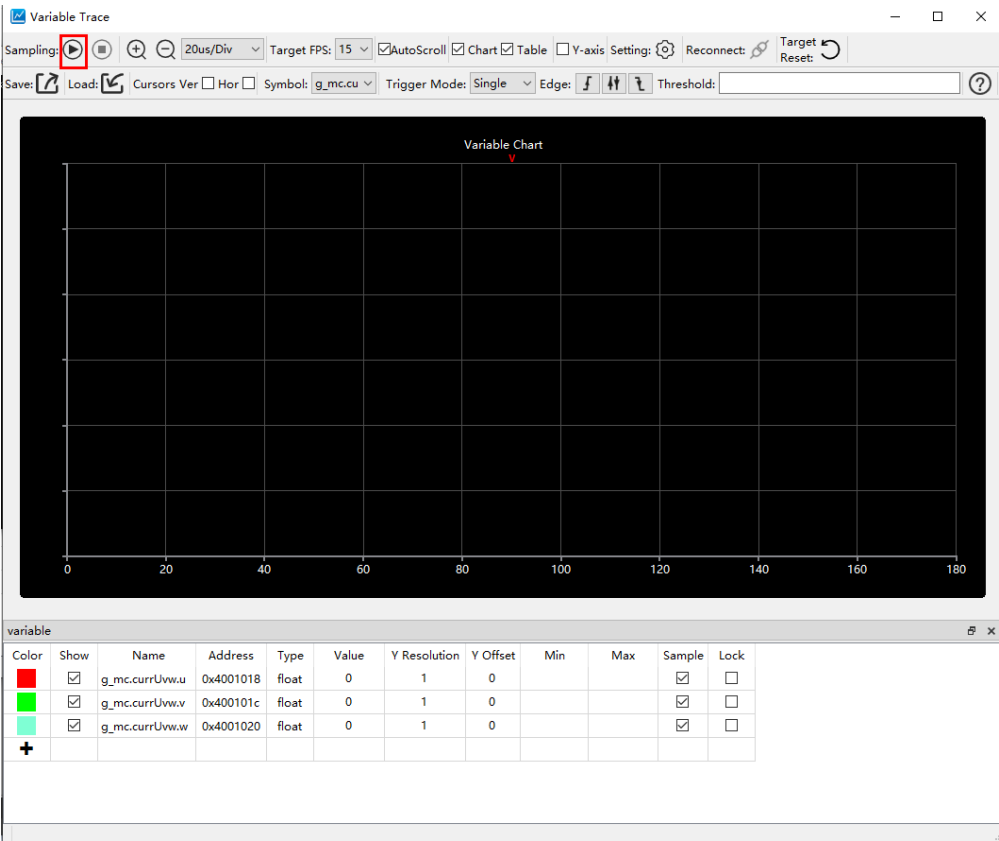 Variable Trace
Sampling: 20us/Div Target FPS: 15 AutoScroll Chart Table Y-axis Setting: Reconnect: Target Reset:
Save: Load: Cursors Ver Hor Symbol: g_mc.cu Trigger Mode: Single Edge: Threshold:
Variable Chart
V
0 20 40 60 80 100 120 140 160 180
variable
Color Show Name Address Type Value Y Resolution Y Offset Min Max Sample Lock
g_mc.currUvw.u 0x4001018 float 0 1 0
g_mc.currUvw.v 0x400101c float 0 1 0
g_mc.currUvw.w 0x4001020 float 0 1 0